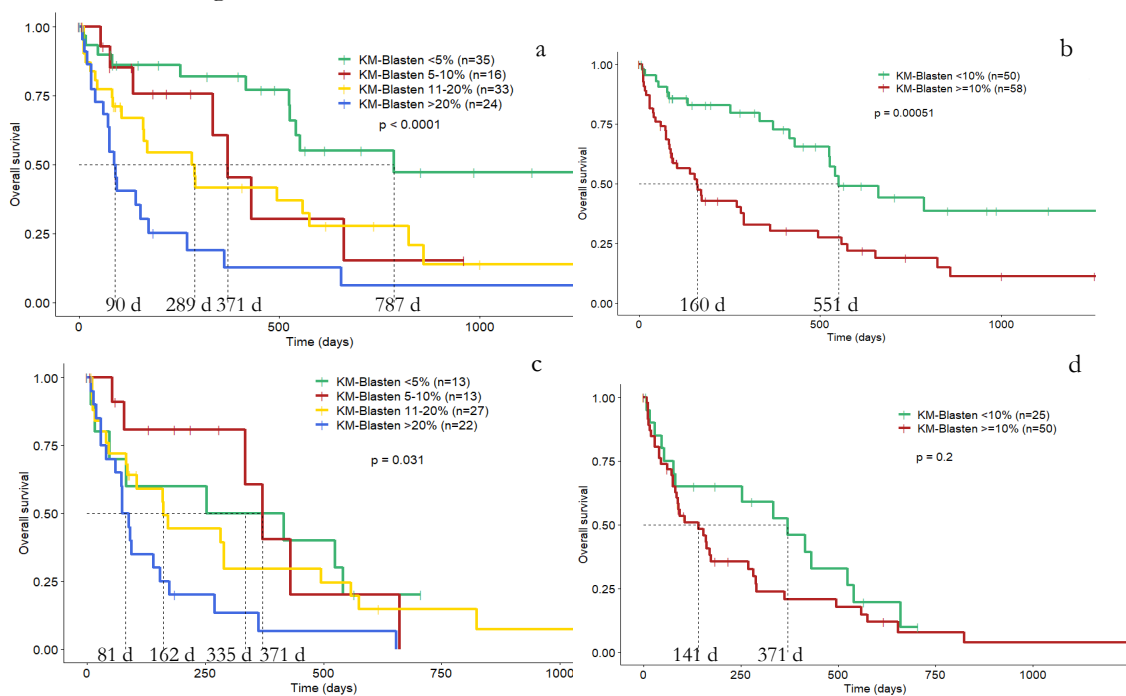 a
KM-Blasten <5% (n=35)
KM-Blasten 5-10% (n=16)
KM-Blasten 11-20% (n=33)
KM-Blasten >20% (n=24)
p < 0.0001
Overall survival
1.00
0.75
0.50
0.25
0.00
90 d
289 d
371 d
787 d
0
500
1000
Time (days)
b
KM-Blasten <10% (n=50)
KM-Blasten >=10% (n=58)
p = 0.00051
Overall survival
1.00
0.75
0.50
0.25
0.00
160 d
551 d
0
500
1000
Time (days)
c
KM-Blasten <5% (n=13)
KM-Blasten 5-10% (n=13)
KM-Blasten 11-20% (n=27)
KM-Blasten >20% (n=22)
p = 0.031
Overall survival
1.00
0.75
0.50
0.25
0.00
81 d
162 d
335 d
371 d
0
250
500
750
1000
Time (days)
d
KM-Blasten <10% (n=25)
KM-Blasten >=10% (n=50)
p = 0.2
Overall survival
1.00
0.75
0.50
0.25
0.00
141 d
371 d
0
250
500
750
1000
Time (days)